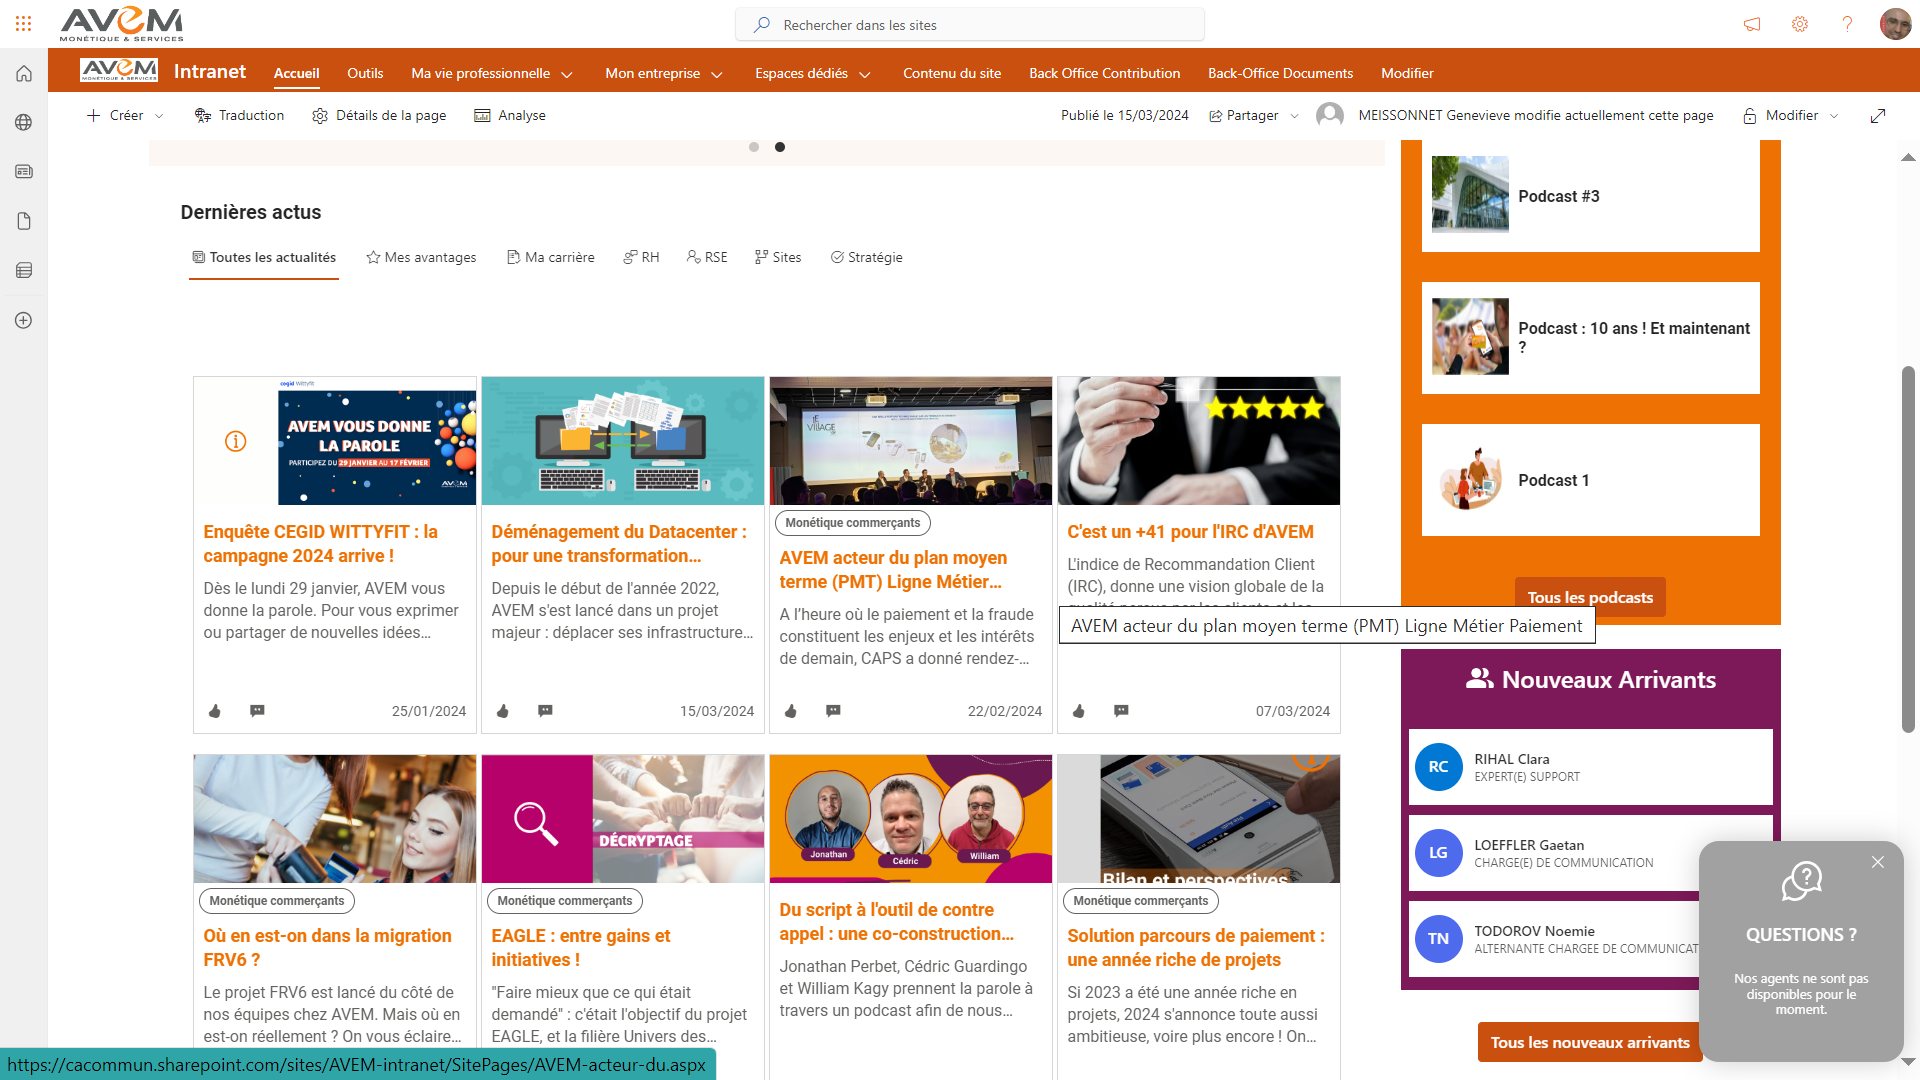 AVEM
MONÉTIQUE & SERVICES
Rechercher dans les sites
AVEM
MONÉTIQUE & SERVICES
Intranet
Accueil
Outils
Ma vie professionnelle
Mon entreprise
Espaces dédiés
Contenu du site
Back Office Contribution
Back-Office Documents
Modifier
Créer
Traduction
Détails de la page
Analyse
Publié le 15/03/2024
Partager
MEISSONNET Genevieve modifie actuellement cette page
Modifier
Dernières actus
Toutes les actualités
Mes avantages
Ma carrière
RH
RSE
Sites
Stratégie
cegid Wittyfit
AVEM VOUS DONNE
LA PAROLE
PARTICIPEZ DU 29 JANVIER AU 17 FÉVRIER
AVEM
Enquête CEGID WITTYFIT : la
campagne 2024 arrive !
Dès le lundi 29 janvier, AVEM vous
donne la parole. Pour vous exprimer
ou partager de nouvelles idées…
25/01/2024
Déménagement du Datacenter :
pour une transformation…
Depuis le début de l'année 2022,
AVEM s'est lancé dans un projet
majeur : déplacer ses infrastructure…
15/03/2024
VILLAGE
Monétique commerçants
AVEM acteur du plan moyen
terme (PMT) Ligne Métier…
A l’heure où le paiement et la fraude
constituent les enjeux et les intérêts
de demain, CAPS a donné rendez-…
22/02/2024
C'est un +41 pour l'IRC d'AVEM
L'indice de Recommandation Client
(IRC), donne une vision globale de la
AVEM acteur du plan moyen terme (PMT) Ligne Métier Paiement
07/03/2024
Monétique commerçants
Où en est-on dans la migration
FRV6 ?
Le projet FRV6 est lancé du côté de
nos équipes chez AVEM. Mais où en
est-on réellement ? On vous éclaire…
DÉCRYPTAGE
Monétique commerçants
EAGLE : entre gains et
initiatives !
"Faire mieux que ce qui était
demandé" : c'était l'objectif du projet
EAGLE, et la filière Univers des…
Jonathan
Cédric
William
Du script à l'outil de contre
appel : une co-construction…
Jonathan Perbet, Cédric Guardingo
et William Kagy prennent la parole à
travers un podcast afin de nous…
Bilan et perspectives
Monétique commerçants
Solution parcours de paiement :
une année riche de projets
Si 2023 a été une année riche en
projets, 2024 s'annonce toute aussi
ambitieuse, voire plus encore ! On…
Podcast #3
Podcast : 10 ans ! Et maintenant
?
Podcast 1
Tous les podcasts
Nouveaux Arrivants
RC
RIHAL Clara
EXPERT(E) SUPPORT
LG
LOEFFLER Gaetan
CHARGE(E) DE COMMUNICATION
TN
TODOROV Noemie
ALTERNANTE CHARGEE DE COMMUNICAT
Tous les nouveaux arrivants
QUESTIONS ?
Nos agents ne sont pas
disponibles pour le
moment.
https://cacommun.sharepoint.com/sites/AVEM-intranet/SitePages/AVEM-acteur-du.aspx